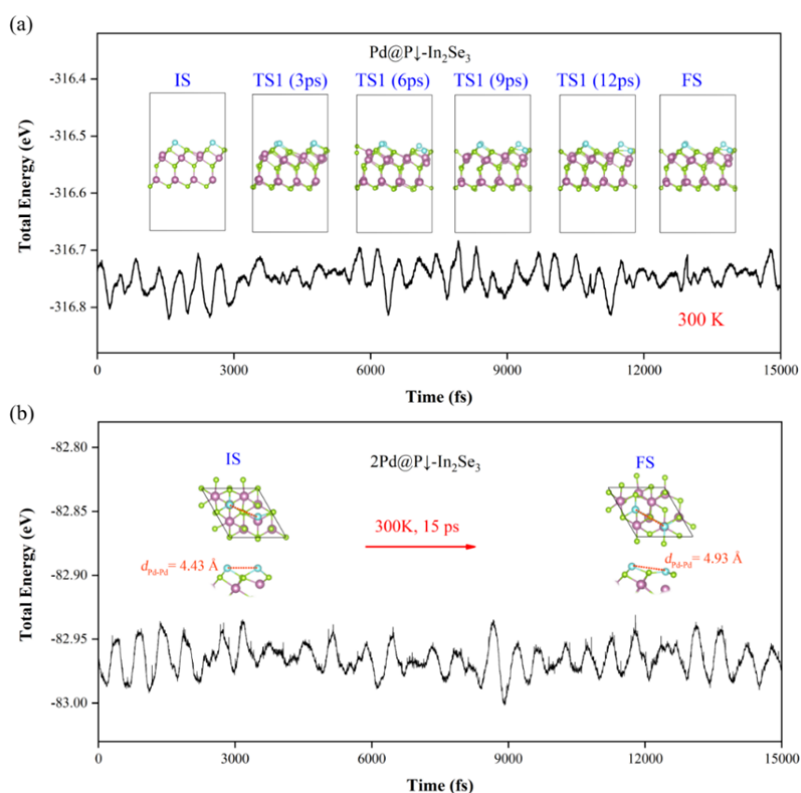 (a)
Pd@P↓-In₂Se₃
IS TS1 (3ps) TS1 (6ps) TS1 (9ps) TS1 (12ps) FS
-316.4
-316.5
-316.6
-316.7
-316.8
Total Energy (eV)
300 K
0 3000 6000 9000 12000 15000
Time (fs)
(b)
-82.80
-82.85
-82.90
-82.95
-83.00
Total Energy (eV)
IS 2Pd@P↓-In₂Se₃ FS
300K, 15 ps
dPd-Pd= 4.43 Å
dPd-Pd= 4.93 Å
0 3000 6000 9000 12000 15000
Time (fs)